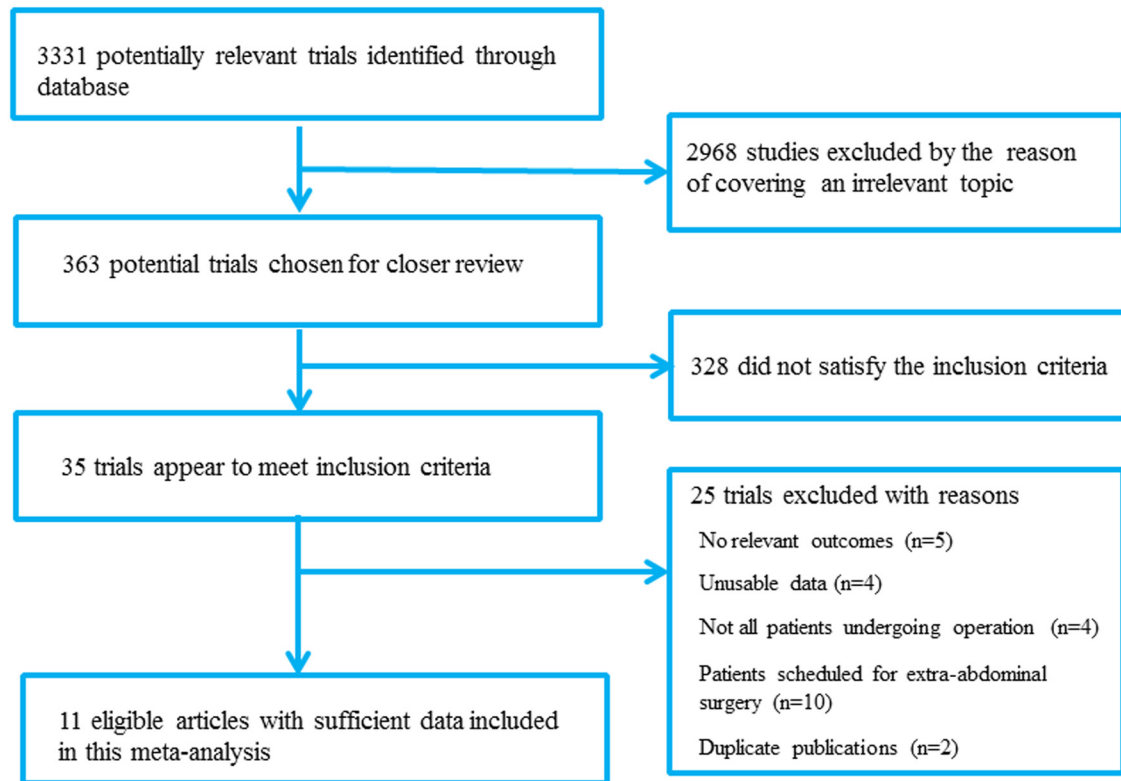 3331 potentially relevant trials identified through
database
2968 studies excluded by the reason
of covering an irrelevant topic
363 potential trials chosen for closer review
328 did not satisfy the inclusion criteria
35 trials appear to meet inclusion criteria
25 trials excluded with reasons
No relevant outcomes (n=5)
Unusable data (n=4)
Not all patients undergoing operation (n=4)
Patients scheduled for extra-abdominal
surgery (n=10)
Duplicate publications (n=2)
11 eligible articles with sufficient data included
in this meta-analysis